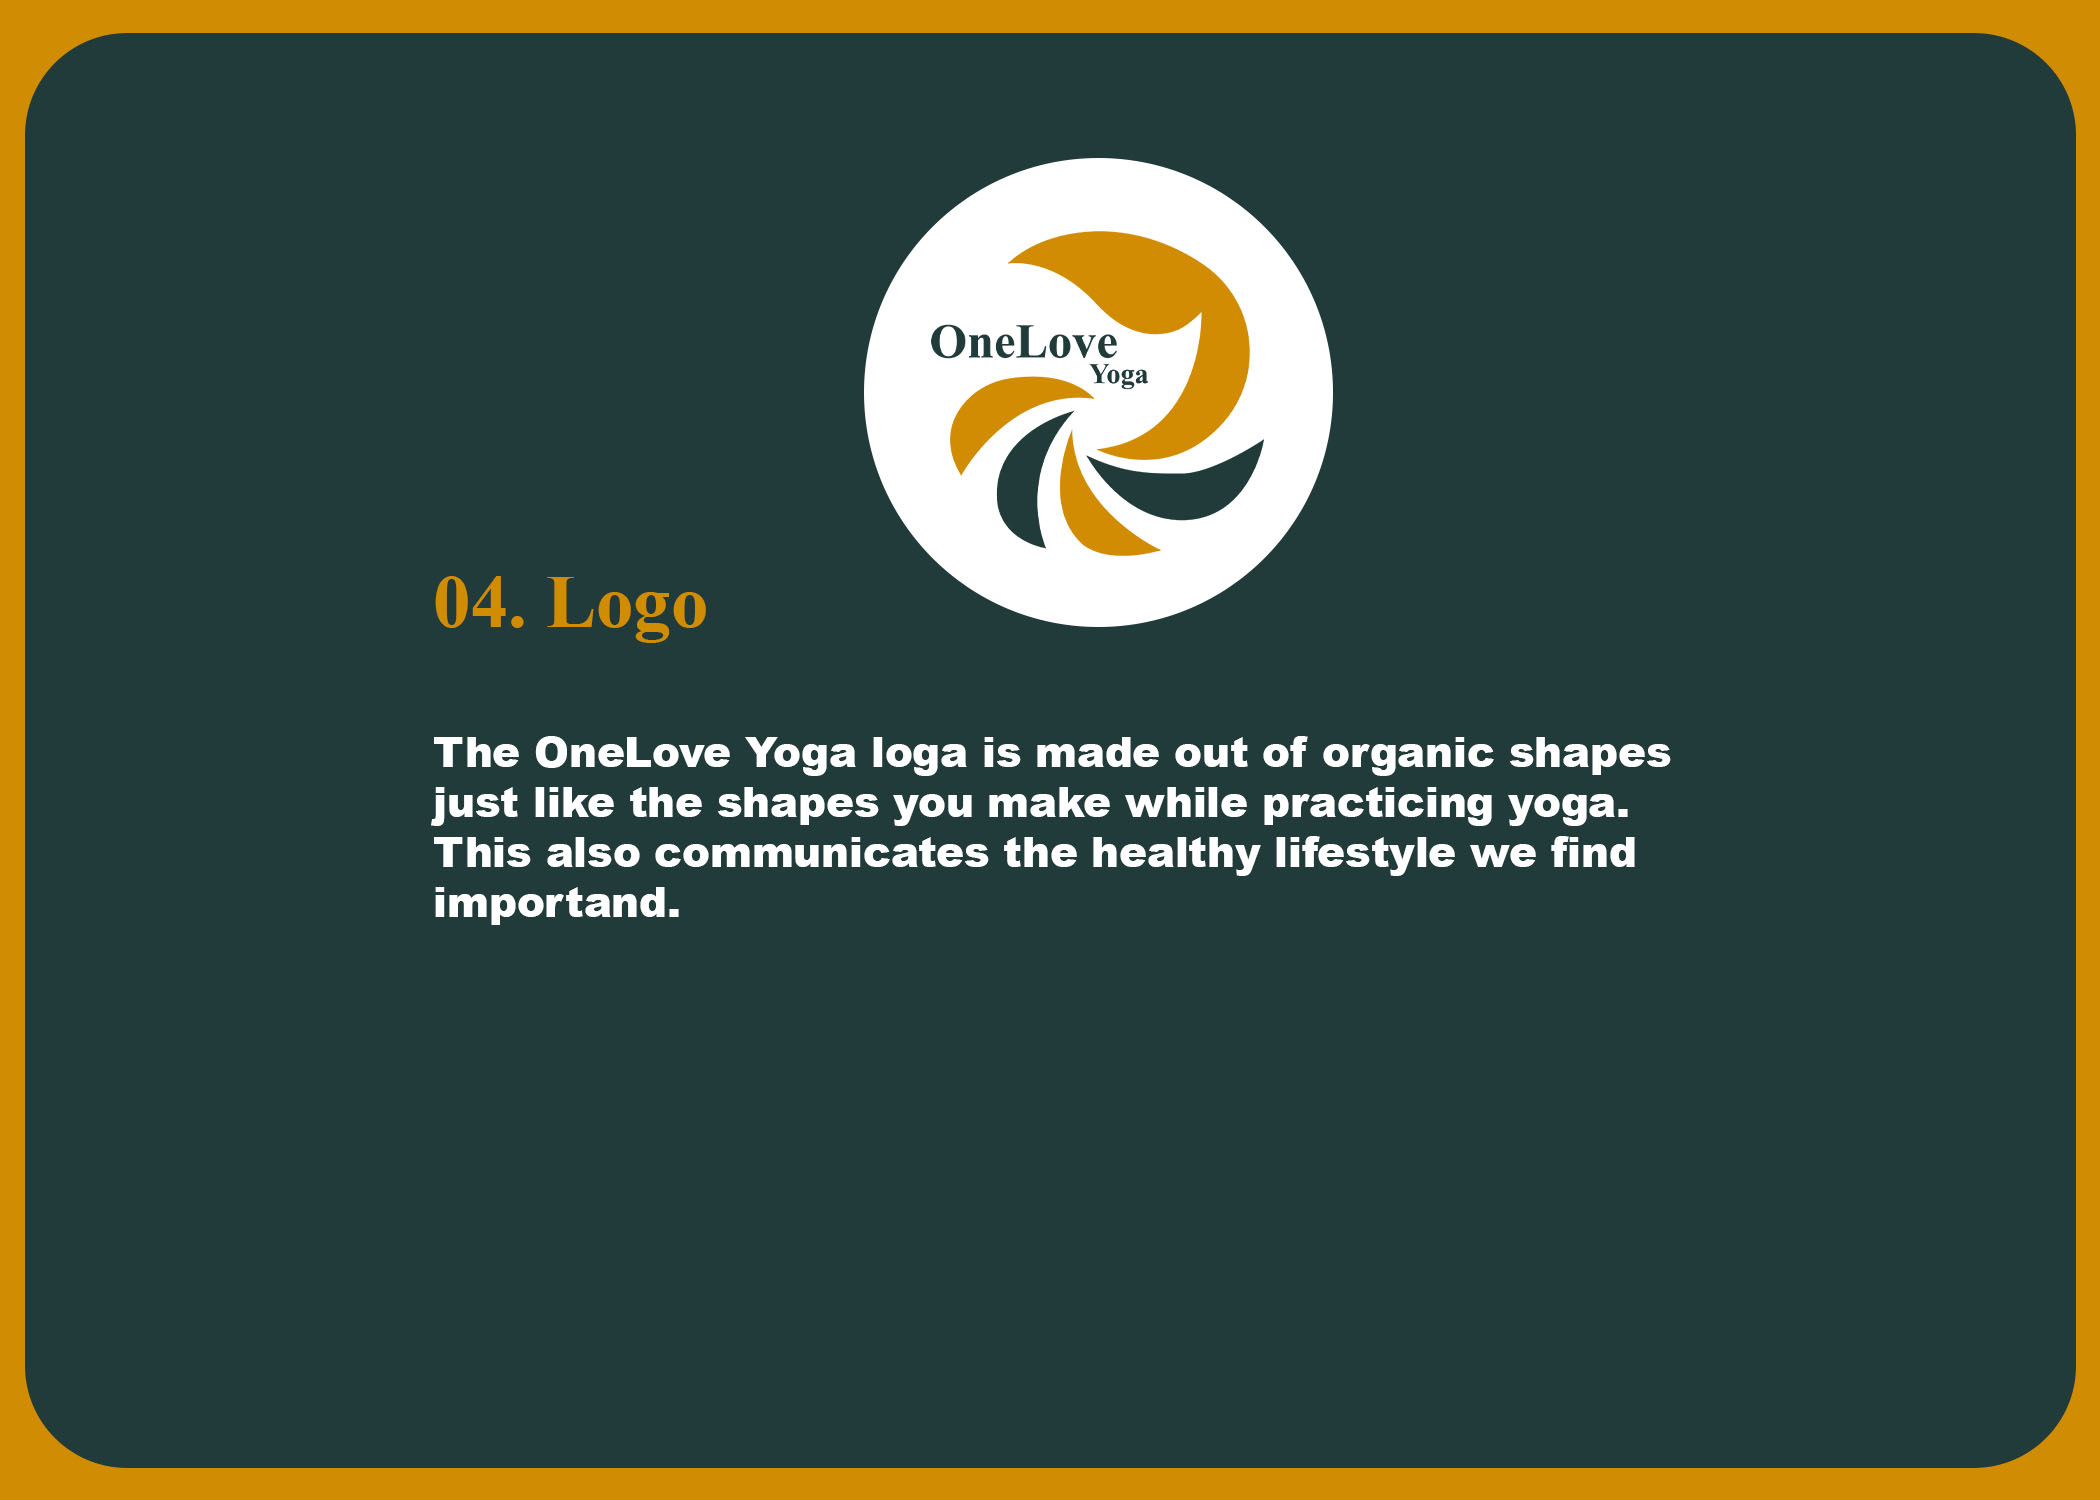 OneLove
Yoga
04. Logo
The OneLove Yoga loga is made out of organic shapes
just like the shapes you make while practicing yoga.
This also communicates the healthy lifestyle we find
importand.